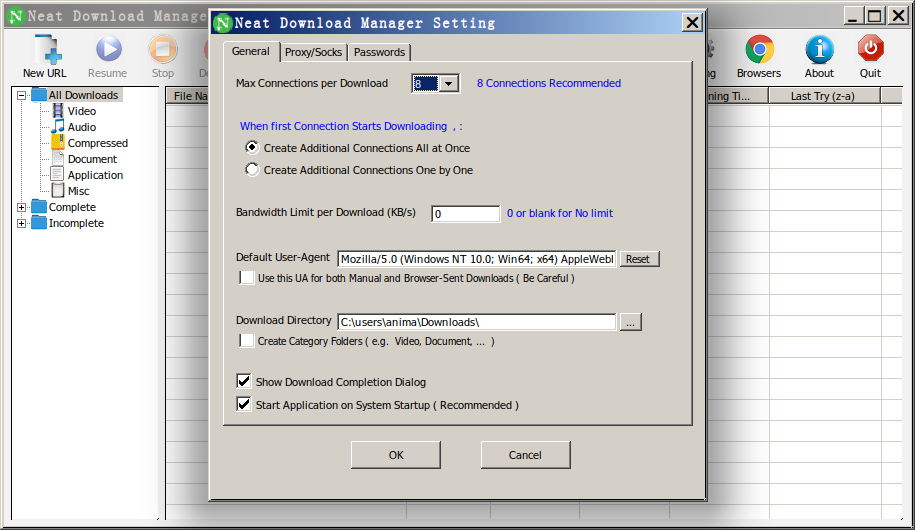 Neat Download Manag
Neat Download Manager Setting
New URL
Resume
Stop
Browsers
About
Quit
General
Proxy/Socks
Passwords
All Downloads
Video
Audio
Compressed
Document
Application
Misc
Complete
Incomplete
File Na
ning Ti...
Last Try (z-a)
Max Connections per Download
8
8 Connections Recommended
When first Connection Starts Downloading , :
Create Additional Connections All at Once
Create Additional Connections One by One
Bandwidth Limit per Download (KB/s)
0
0 or blank for No limit
Default User-Agent
Mozilla/5.0 (Windows NT 10.0; Win64; x64) AppleWebl
Reset
Use this UA for both Manual and Browser-Sent Downloads ( Be Careful )
Download Directory
C:\users\anima\Downloads\
...
Create Category Folders ( e.g. Video, Document, ... )
Show Download Completion Dialog
Start Application on System Startup ( Recommended )
OK
Cancel